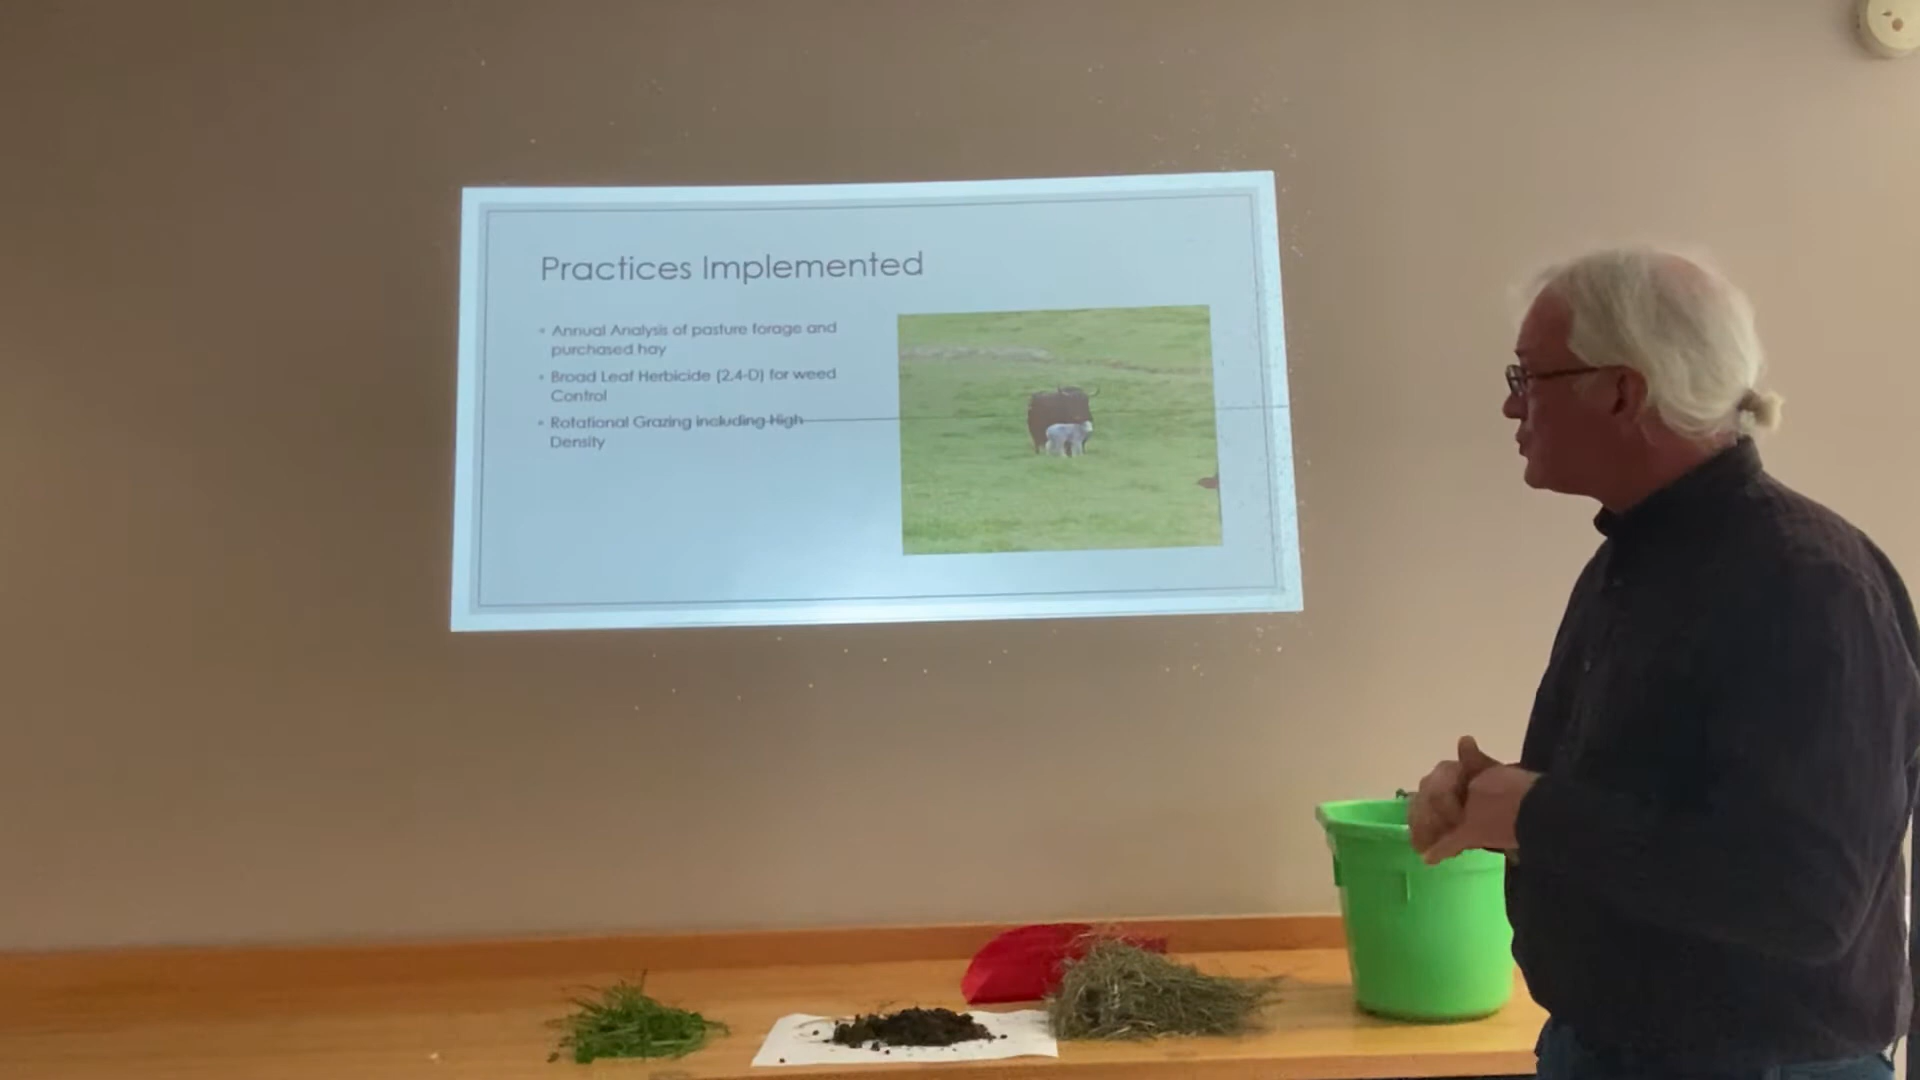 Practices Implemented
• Annual Analysis of pasture forage and
purchased hay
• Broad Leaf Herbicide (2,4-D) for weed
Control
• Rotational Grazing including High
Density